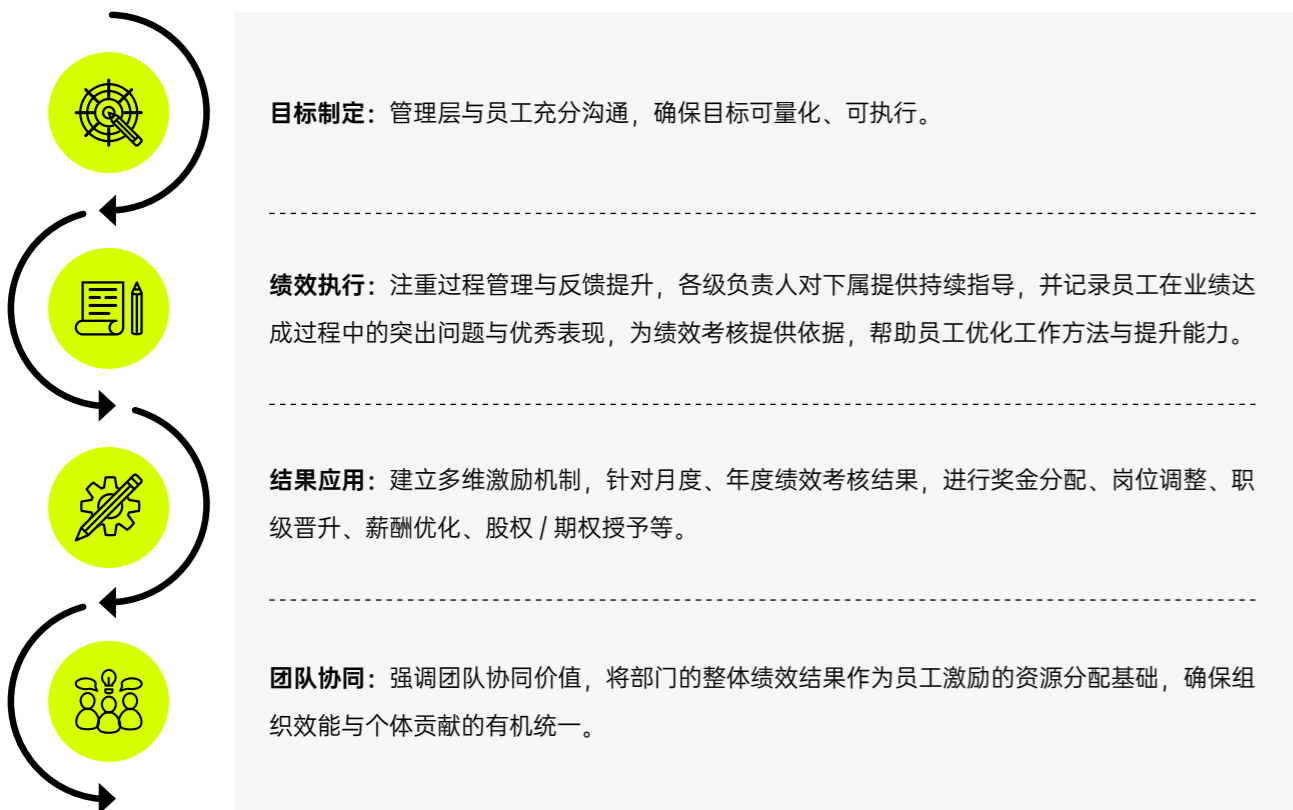 目标制定：管理层与员工充分沟通，确保目标可量化、可执行。
绩效执行：注重过程管理与反馈提升，各级负责人对下属提供持续指导，并记录员工在业绩达
成过程中的突出问题与优秀表现，为绩效考核提供依据，帮助员工优化工作方法与提升能力。
结果应用：建立多维激励机制，针对月度、年度绩效考核结果，进行奖金分配、岗位调整、职
级晋升、薪酬优化、股权 / 期权授予等。
团队协同：强调团队协同价值，将部门的整体绩效结果作为员工激励的资源分配基础，确保组
织效能与个体贡献的有机统一。